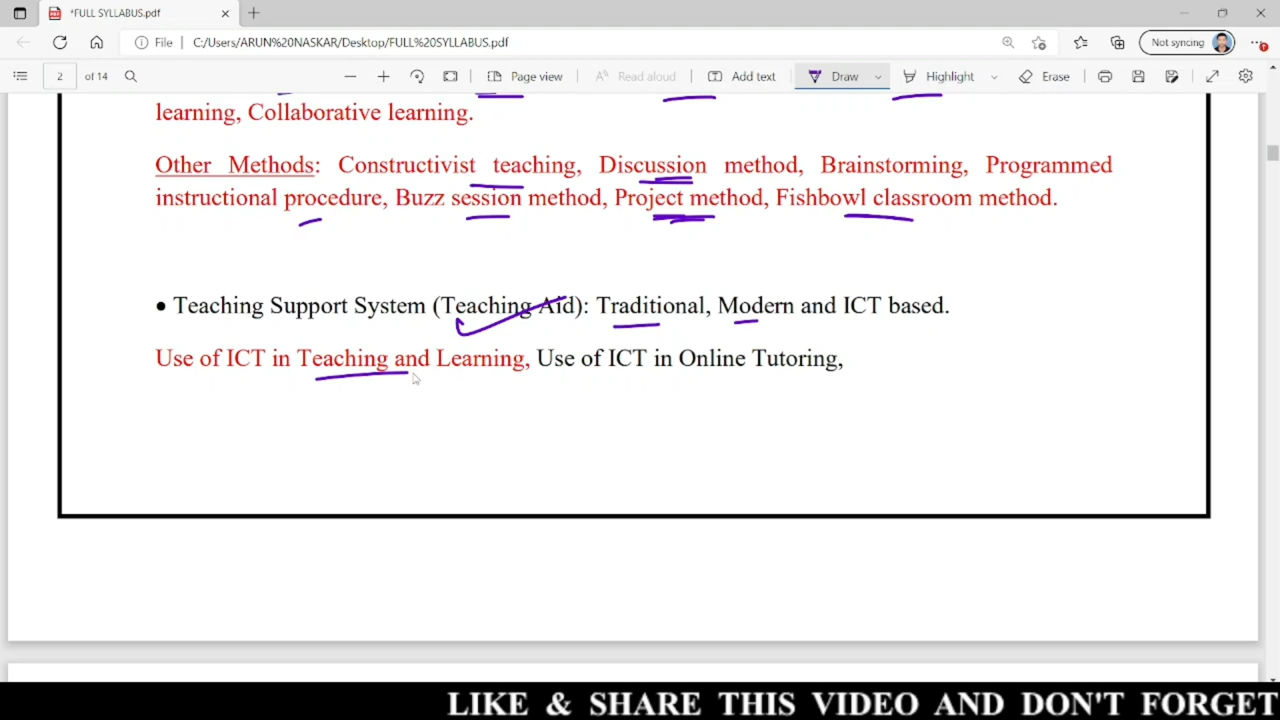 *FULL SYLLABUS.pdf
File C:/Users/ARUN%20NASKAR/Desktop/FULL%20SYLLABUS.pdf Not syncing
2 of 14 Page view Read aloud Add text Draw Highlight Erase
learning, Collaborative learning.
Other Methods: Constructivist teaching, Discussion method, Brainstorming, Programmed
instructional procedure, Buzz session method, Project method, Fishbowl classroom method.
• Teaching Support System (Teaching Aid): Traditional, Modern and ICT based.
Use of ICT in Teaching and Learning, Use of ICT in Online Tutoring,
LIKE & SHARE THIS VIDEO AND DON'T FORGET